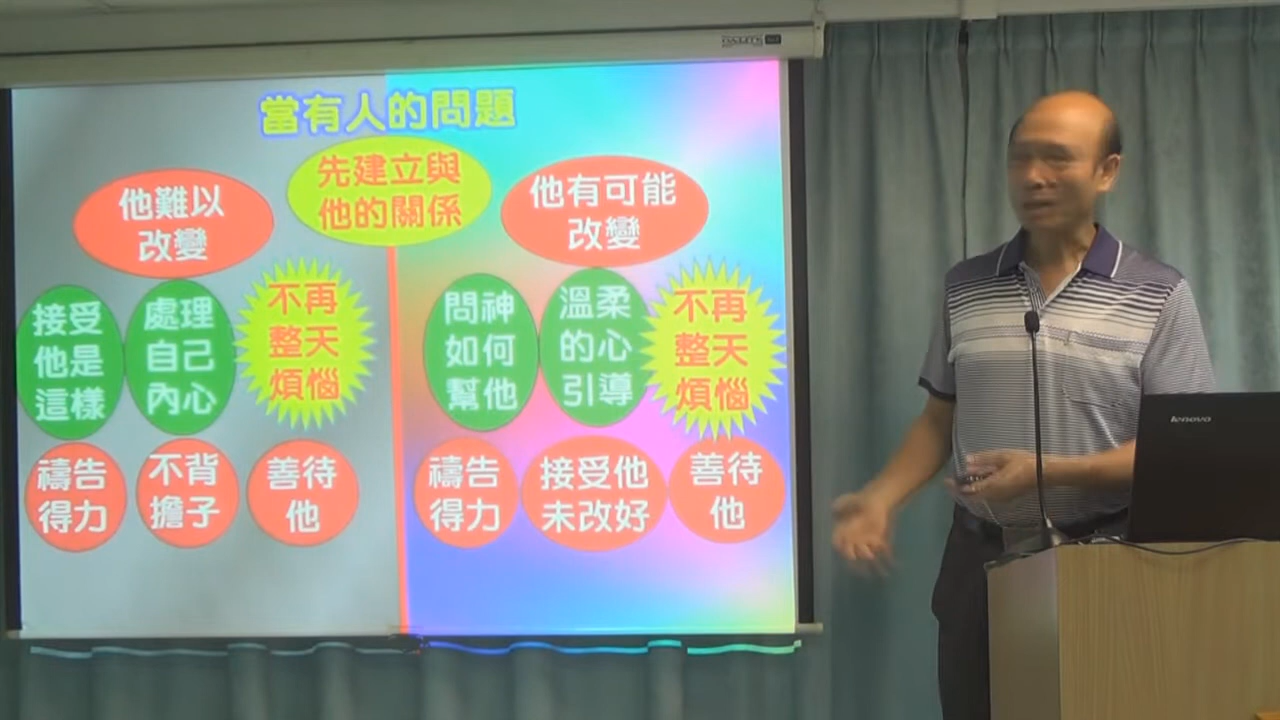 當有人的問題
先建立與
他的關係
他難以
改變
接受
他是
這樣
處理
自己
內心
不再
整天
煩惱
禱告
得力
不背
擔子
善待
他
他有可能
改變
問神
如何
幫他
溫柔
的心
引導
不再
整天
煩惱
禱告
得力
接受他
未改好
善待
他
lenovo